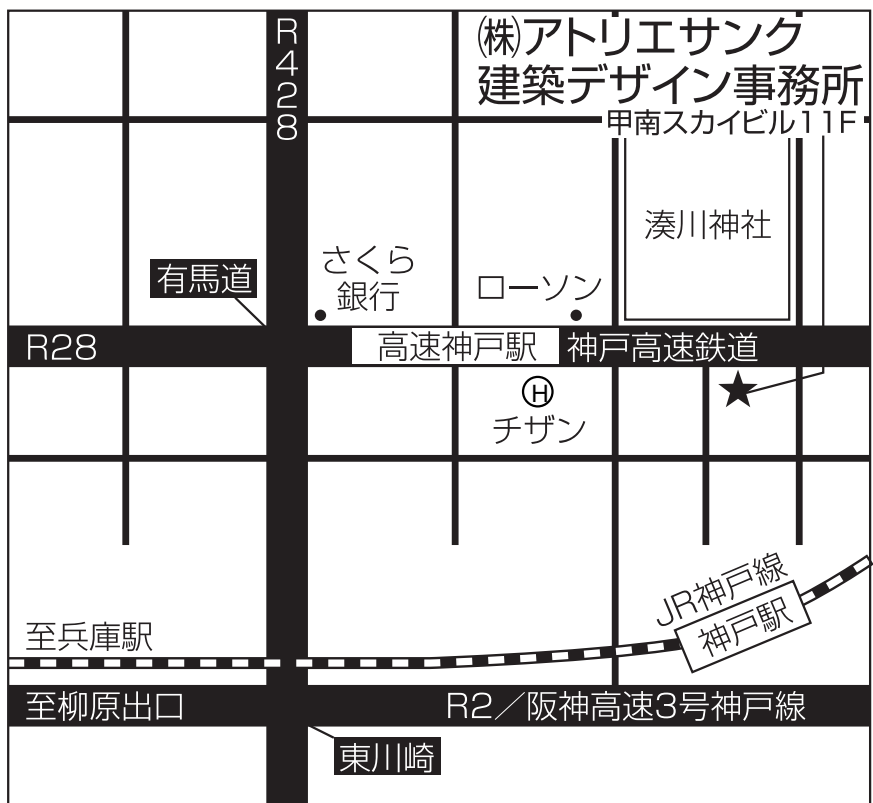 R428
㈱アトリエサンク
建築デザイン事務所
甲南スカイビル11F
湊川神社
有馬道
さくら
銀行
ローソン
R28
高速神戸駅
神戸高速鉄道
H
チザン
JR神戸線
神戸駅
至兵庫駅
至柳原出口
R2／阪神高速3号神戸線
東川崎